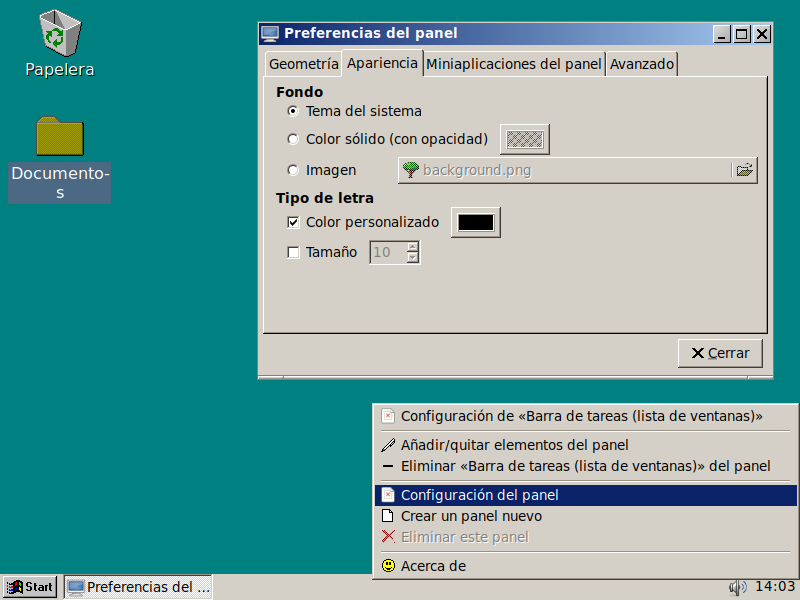 Papelera
Documento-
s
Preferencias del panel
Geometría
Apariencia
Miniaplicaciones del panel
Avanzado
Fondo
Tema del sistema
Color sólido (con opacidad)
Imagen
background.png
Tipo de letra
Color personalizado
Tamaño
10
Cerrar
Configuración de «Barra de tareas (lista de ventanas)»
Añadir/quitar elementos del panel
Eliminar «Barra de tareas (lista de ventanas)» del panel
Configuración del panel
Crear un panel nuevo
Eliminar este panel
Acerca de
Start
Preferencias del ...
14:03